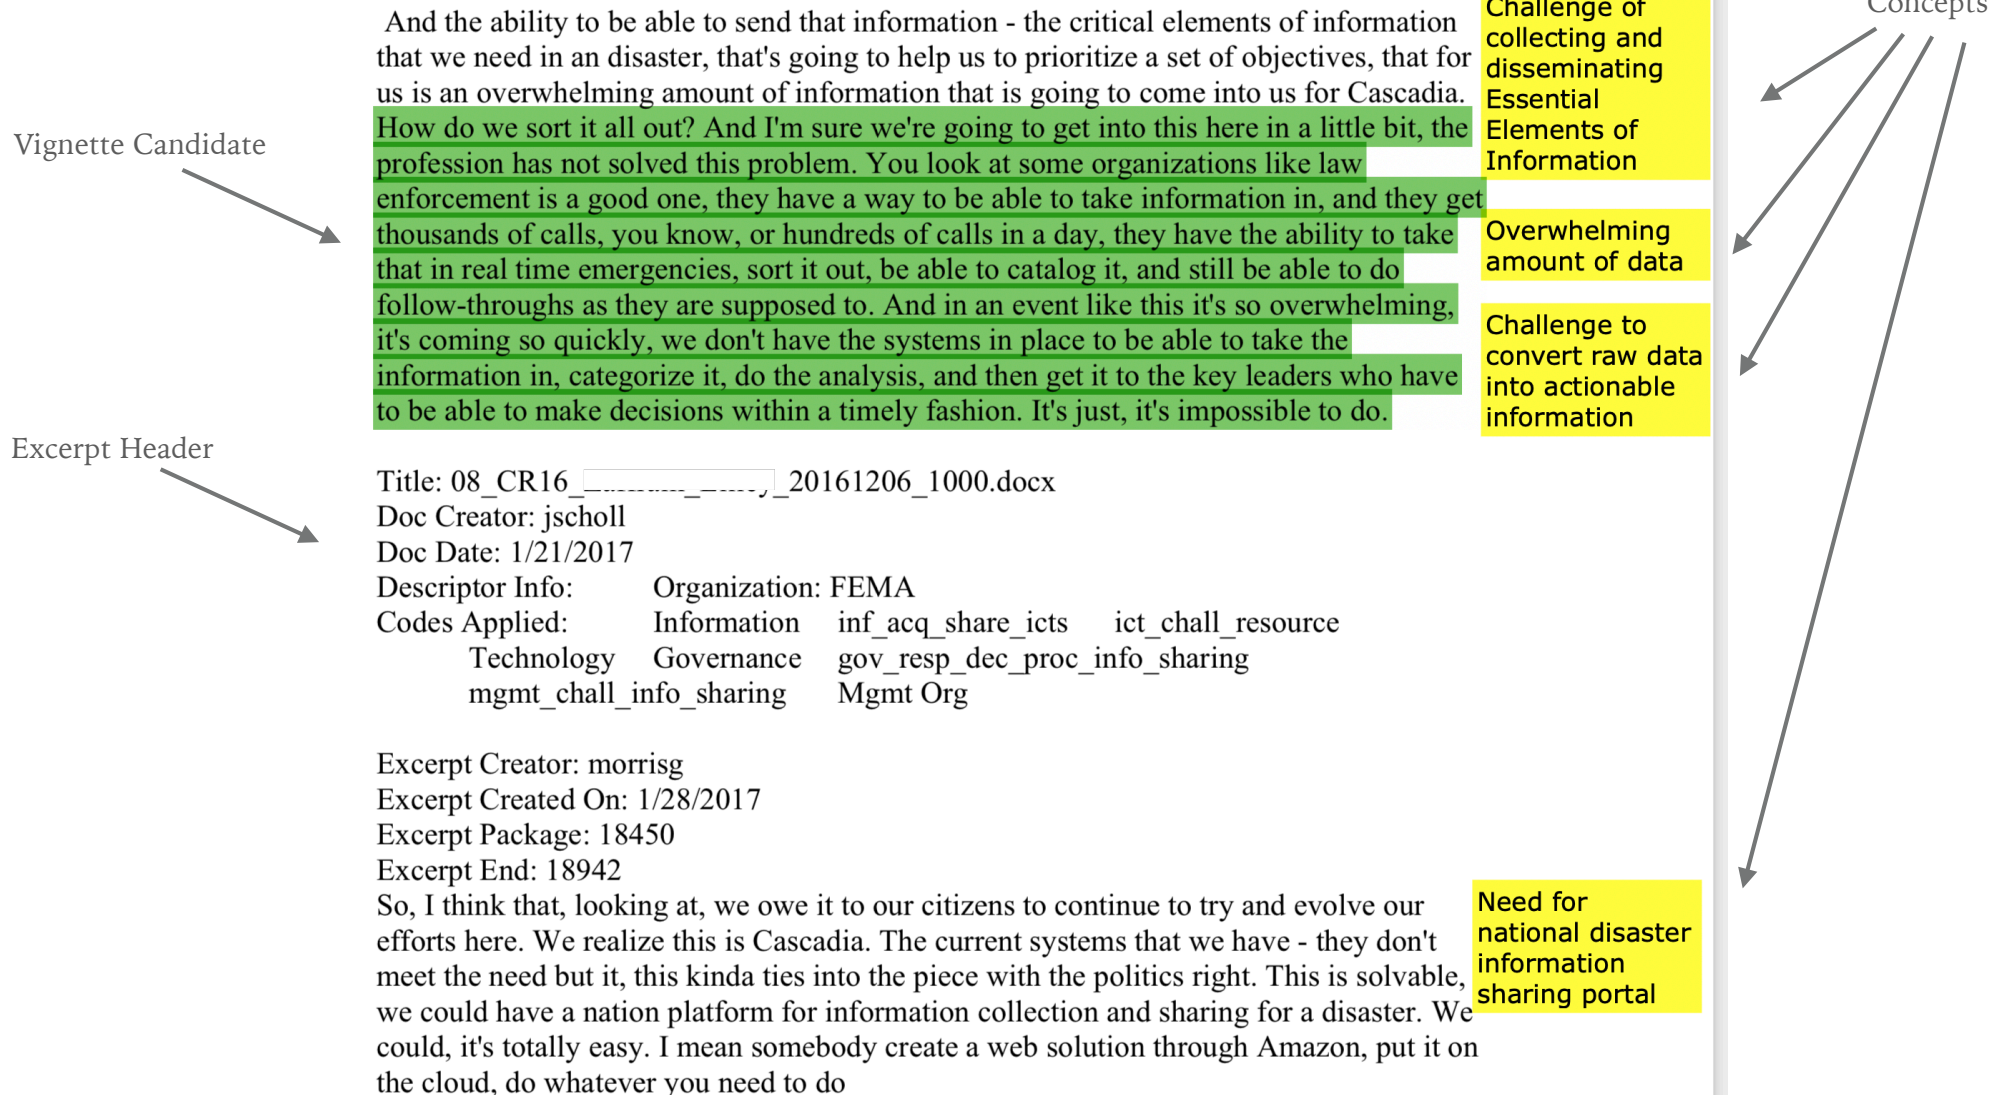 Concepts
And the ability to be able to send that information - the critical elements of information
that we need in an disaster, that's going to help us to prioritize a set of objectives, that for
us is an overwhelming amount of information that is going to come into us for Cascadia.
Challenge of
collecting and
disseminating
Essential
Elements of
Information
Vignette Candidate
How do we sort it all out? And I'm sure we're going to get into this here in a little bit, the
profession has not solved this problem. You look at some organizations like law
enforcement is a good one, they have a way to be able to take information in, and they get
thousands of calls, you know, or hundreds of calls in a day, they have the ability to take
that in real time emergencies, sort it out, be able to catalog it, and still be able to do
follow-throughs as they are supposed to. And in an event like this it's so overwhelming,
it's coming so quickly, we don't have the systems in place to be able to take the
information in, categorize it, do the analysis, and then get it to the key leaders who have
to be able to make decisions within a timely fashion. It's just, it's impossible to do.
Overwhelming
amount of data
Challenge to
convert raw data
into actionable
information
Excerpt Header
Title: 08_CR16_ _20161206_1000.docx
Doc Creator: jscholl
Doc Date: 1/21/2017
Descriptor Info: Organization: FEMA
Codes Applied: Information inf_acq_share_icts ict_chall_resource
Technology Governance gov_resp_dec_proc_info_sharing
mgmt_chall_info_sharing Mgmt Org
Excerpt Creator: morrisg
Excerpt Created On: 1/28/2017
Excerpt Package: 18450
Excerpt End: 18942
So, I think that, looking at, we owe it to our citizens to continue to try and evolve our
efforts here. We realize this is Cascadia. The current systems that we have - they don't
meet the need but it, this kinda ties into the piece with the politics right. This is solvable,
we could have a nation platform for information collection and sharing for a disaster. We
could, it's totally easy. I mean somebody create a web solution through Amazon, put it on
the cloud, do whatever you need to do
Need for
national disaster
information
sharing portal